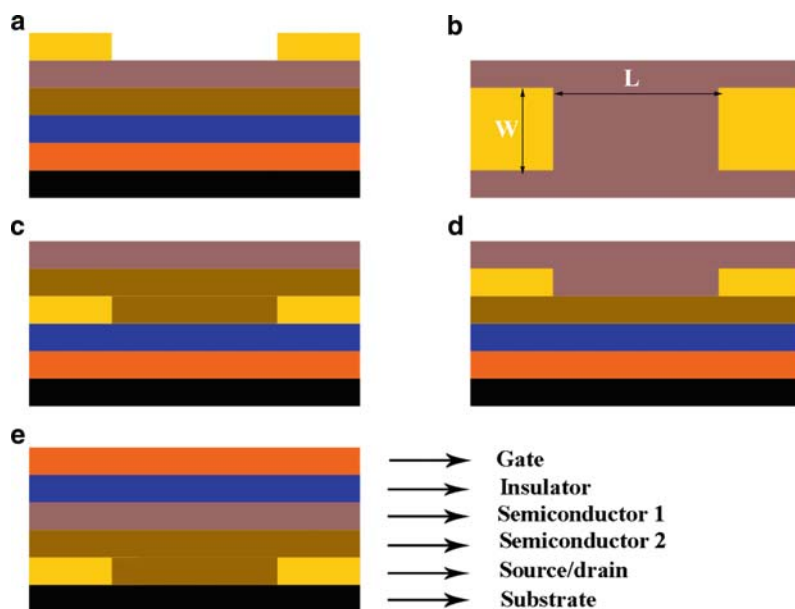 a
b
L
W
c
d
e
Gate
Insulator
Semiconductor 1
Semiconductor 2
Source/drain
Substrate